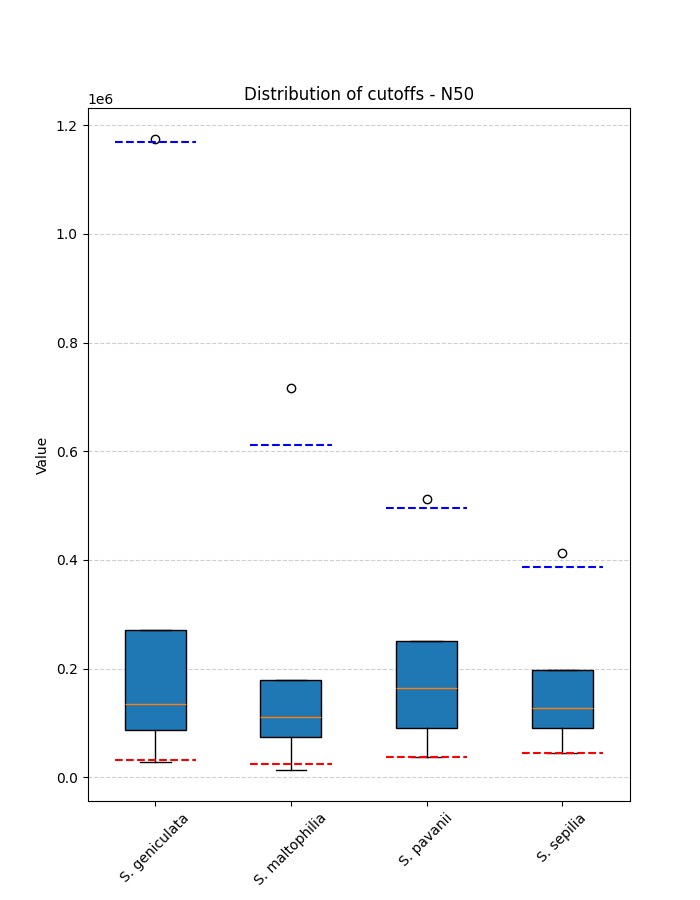 Distribution of cutoffs - N50
1e6
1.2
1.0
0.8
0.6
0.4
0.2
0.0
Value
S. geniculata
S. maltophilia
S. pavanii
S. sepilia